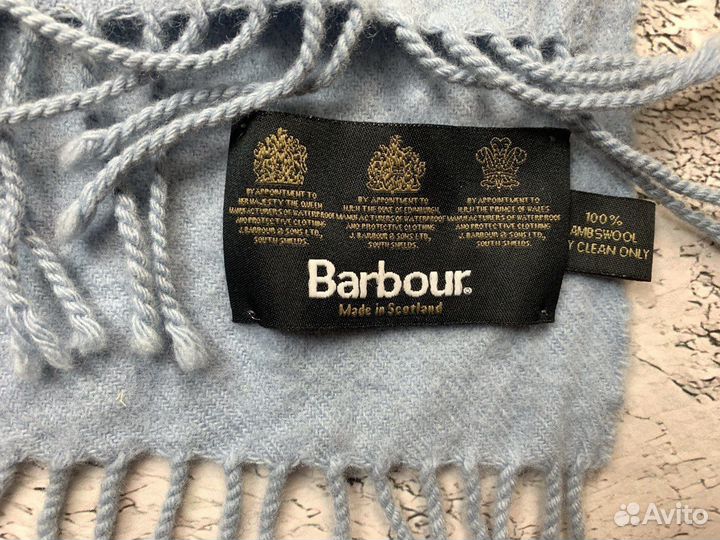 BY APPOINTMENT TO
HER MAJESTY THE QUEEN
MANUFACTURERS OF WATERPROOF
AND PROTECTIVE CLOTHING
J. BARBOUR & SONS LTD.,
SOUTH SHIELDS.
BY APPOINTMENT TO
H.R.H THE DUKE OF EDINBURGH
MANUFACTURERS OF WATERPROOF
AND PROTECTIVE CLOTHING
J. BARBOUR & SONS LTD.,
SOUTH SHIELDS.
BY APPOINTMENT TO
H.R.H THE PRINCE OF WALES
MANUFACTURERS OF WATERPROOF
AND PROTECTIVE CLOTHING
J. BARBOUR & SONS LTD.,
SOUTH SHIELDS.
Barbour®
Made in Scotland
100%
AMBSWOOL
Y CLEAN ONLY
Avito